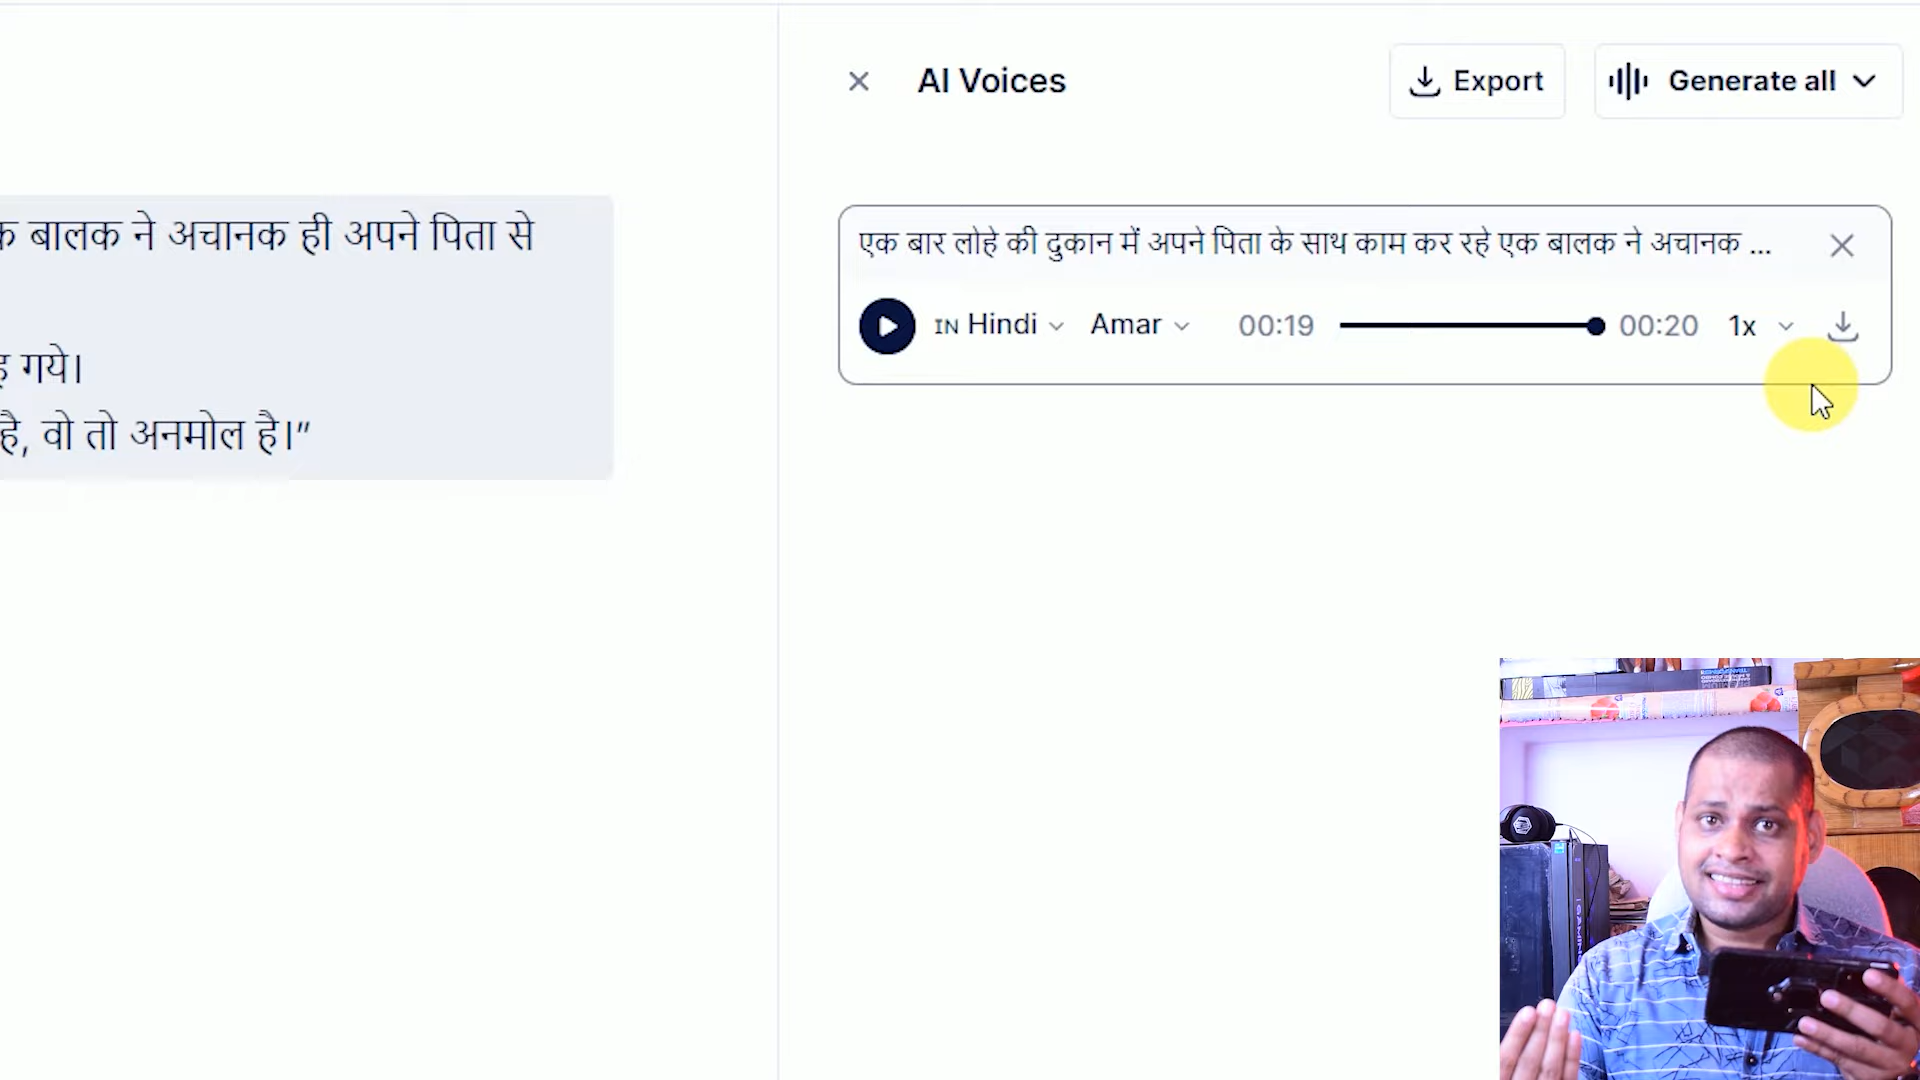 AI Voices
Export
Generate all
बालक ने अचानक ही अपने पिता से
गये।
है, वो तो अनमोल है।”
एक बार लोहे की दुकान में अपने पिता के साथ काम कर रहे एक बालक ने अचानक ...
IN Hindi Amar 00:19 00:20 1x